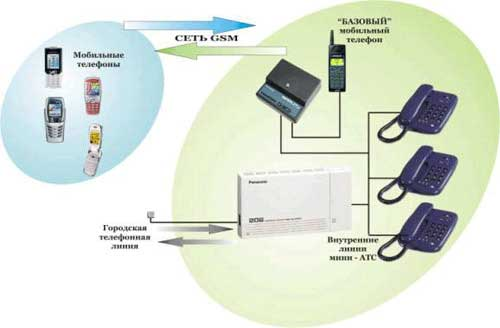 СЕТЬ GSM
"БАЗОВЫЙ"
мобильный
телефон
Мобильные
телефоны
Panasonic
Городская
телефонная
линия
Внутренние
линии
мини - АТС